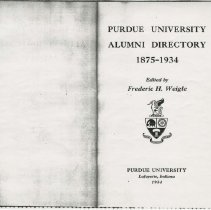 PURDUE UNIVERSITY
ALUMNI DIRECTORY
1875-1934
Edited by
Frederic H. Weigle
PURDUE UNIVERSITY
Lafayette, Indiana
1934